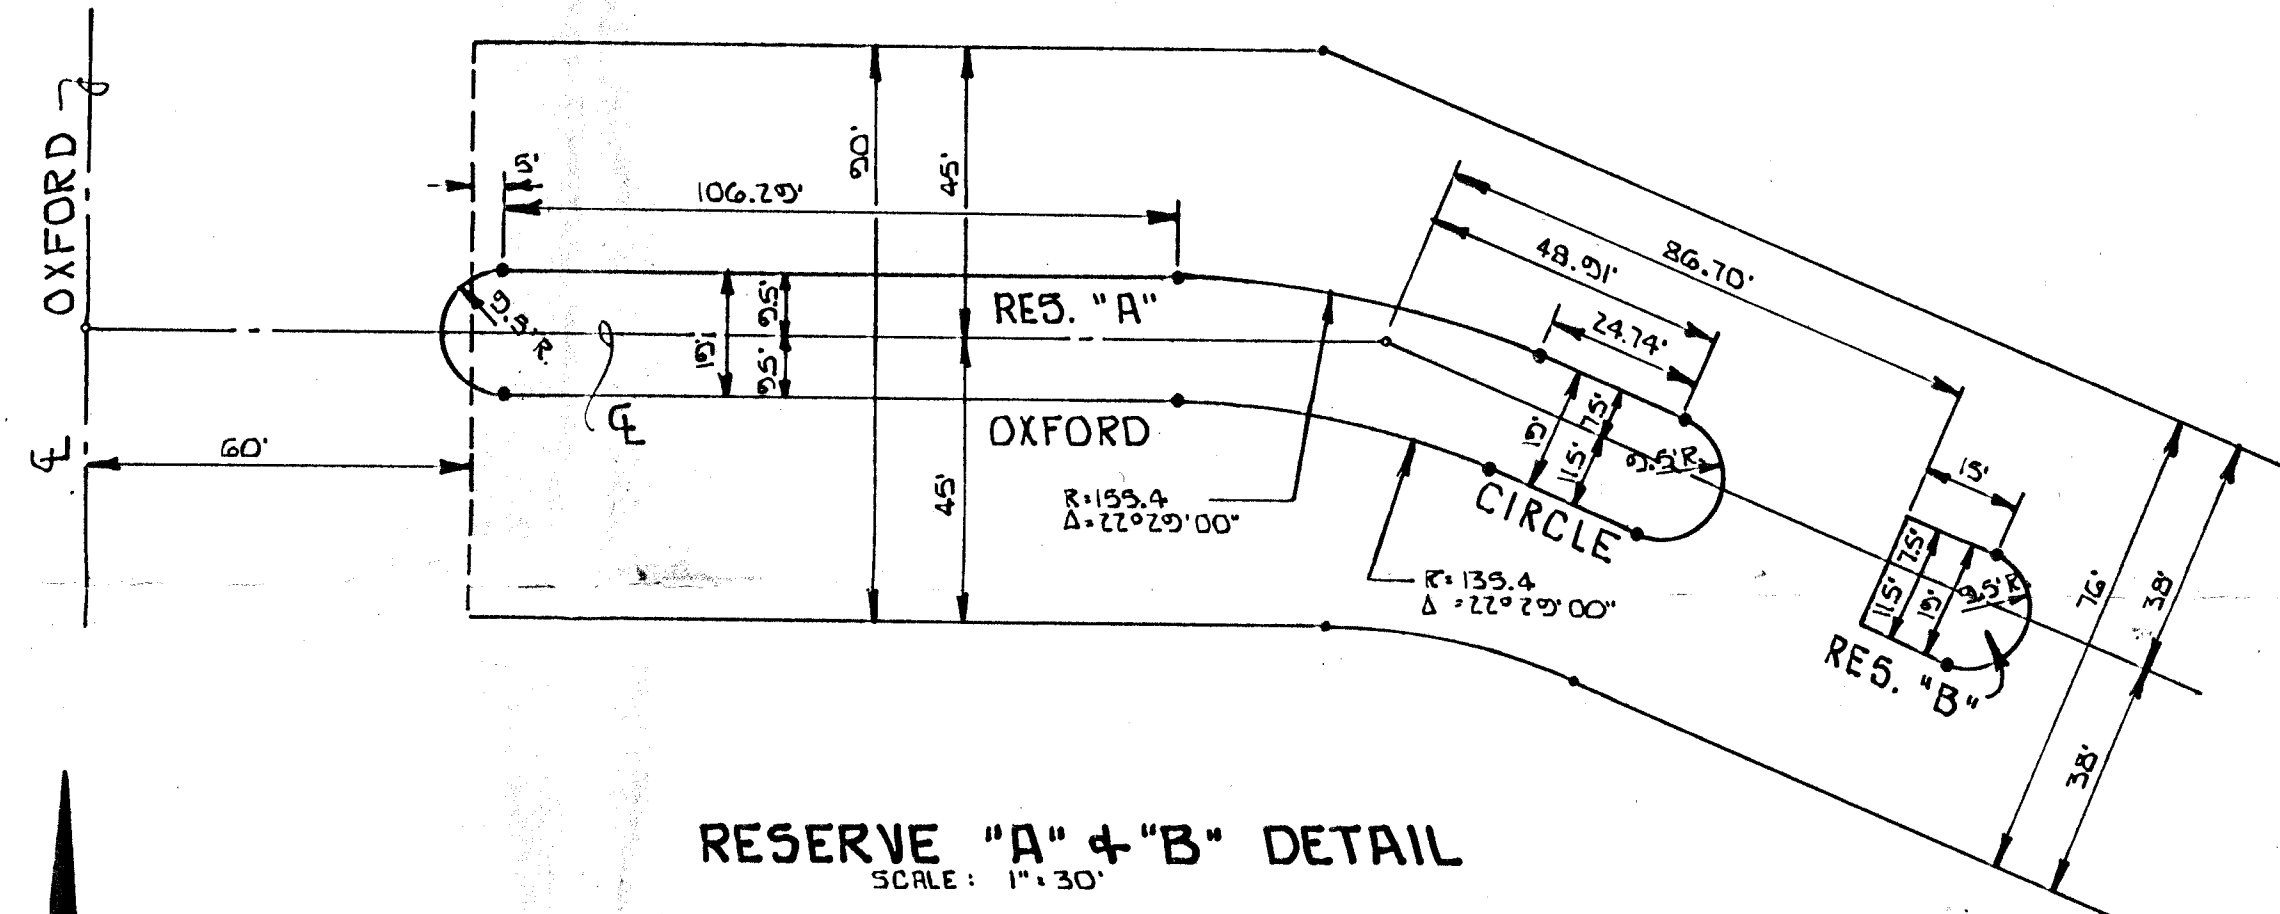 OXFORD
60'
℄
5'
106.29'
90'
45'
45'
9.5' R.
19'
9.5'
9.5'
℄
RES. "A"
OXFORD
R=155.4
Δ=22°29'00"
R=135.4
Δ=22°29'00"
86.70'
48.91'
24.74'
19'
7.5'
11.5'
9.5' R.
CIRCLE
15'
7.5'
11.5'
19'
9.5' R.
RES. "B"
76'
38'
38'
RESERVE "A" & "B" DETAIL
SCALE: 1"=30'